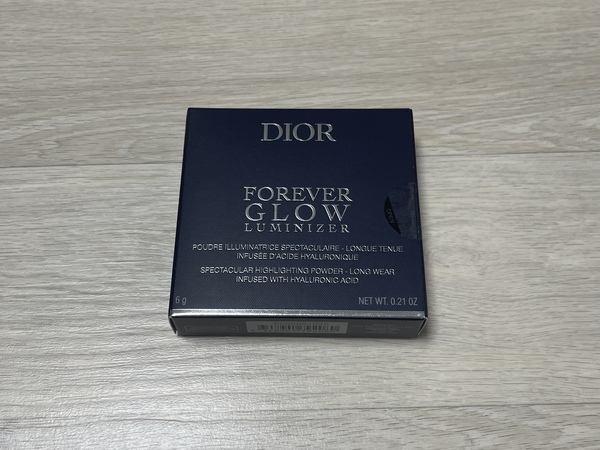 DIOR
FOREVER
GLOW
LUMINIZER
POUDRE ILLUMINATRICE SPECTACULAIRE - LONGUE TENUE
INFUSÉE D'ACIDE HYALURONIQUE
SPECTACULAR HIGHLIGHTING POWDER - LONG WEAR
INFUSED WITH HYALURONIC ACID
6 g NET WT. 0.21 OZ